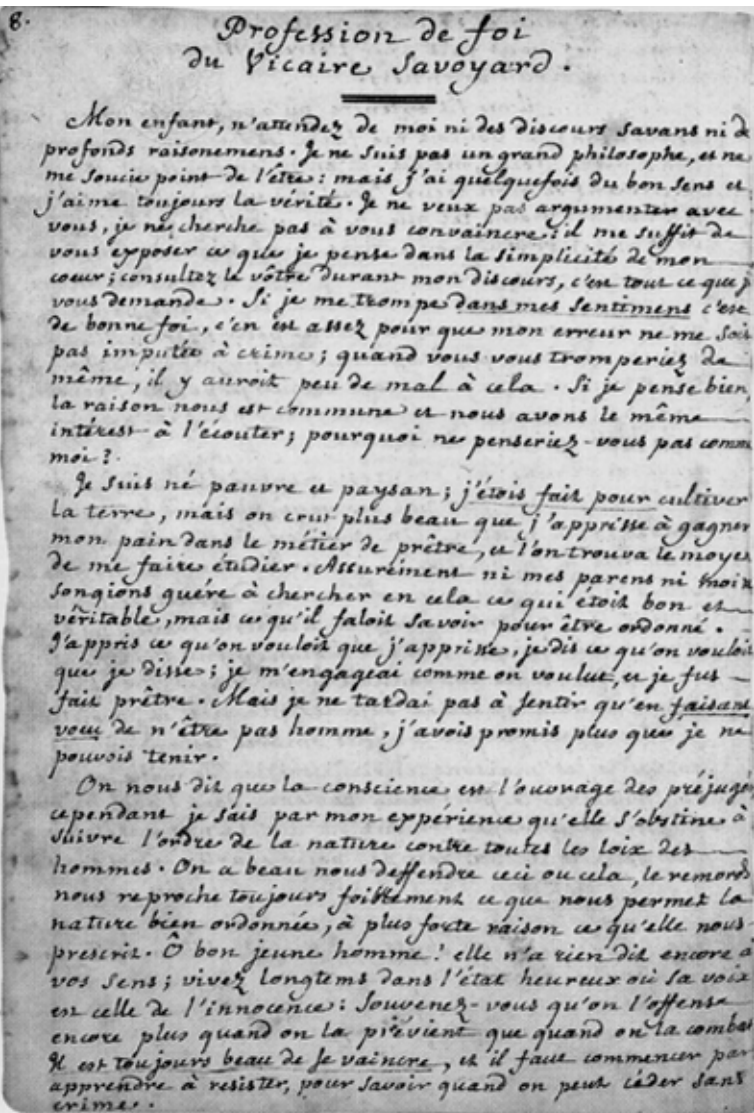 8.
Profession de foi
du Vicaire Savoyard.
Mon enfant, n'attendez de moi ni des discours savans ni de
profonds raisonemens. Je ne suis pas un grand philosophe, et ne
me soucie point de l'être: mais j'ai quelquefois du bon sens et
j'aime toujours la vérité. Je ne veux pas argumenter avec
vous, je ne cherche pas à vous convaincre; il me suffit de
vous exposer ce que je pense dans la simplicité de mon
coeur; consultez le vôtre durant mon discours, c'est tout ce que j
vous demande. Si je me trompe dans mes sentimens c'est
de bonne foi, c'en est assez pour que mon erreur ne me soit
pas imputée à crime; quand vous vous tromperiez de
même, il y auroit peu de mal à cela. Si je pense bien,
la raison nous est commune et nous avons le même
intérest à l'écouter; pourquoi ne penseriez-vous pas comm
moi?
Je suis né pauvre et paysan; j'étois fait pour cultiver
la terre, mais on crut plus beau que j'apprisse à gagner
mon pain dans le métier de prêtre, et l'on trouva le moyen
de me faire étudier. Assurément ni mes parens ni moi
songions guére à chercher en cela ce qui étoit bon et
véritable, mais ce qu'il faloit savoir pour être ordonné.
J'appris ce qu'on vouloit que j'apprisse, je dis ce qu'on vouloit
que je disse; je m'engageai comme on voulut, et je fus
fait prêtre. Mais je ne tardai pas à sentir qu'en faisant
voeu de n'être pas homme, j'avois promis plus que je ne
pouvois tenir.
On nous dit que la conscience est l'ouvrage des préjugés,
cependant je sais par mon expérience qu'elle s'obstine à
suivre l'ordre de la nature contre toutes les loix des
hommes. On a beau nous deffendre ceci ou cela, le remord
nous reproche toujours foiblement ce que nous permet la
nature bien ordonnée, à plus forte raison ce qu'elle nous
prescrit. Ô bon jeune homme! elle n'a rien dit encore à
vos sens; vivez longtems dans l'état heureux où sa voix
est celle de l'innocence: souvenez-vous qu'on l'offense
encore plus quand on la prévient que quand on la combat
Il est toujours beau de se vaincre, et il faut commencer par
apprendre à resister, pour savoir quand on peut céder sans
crime.